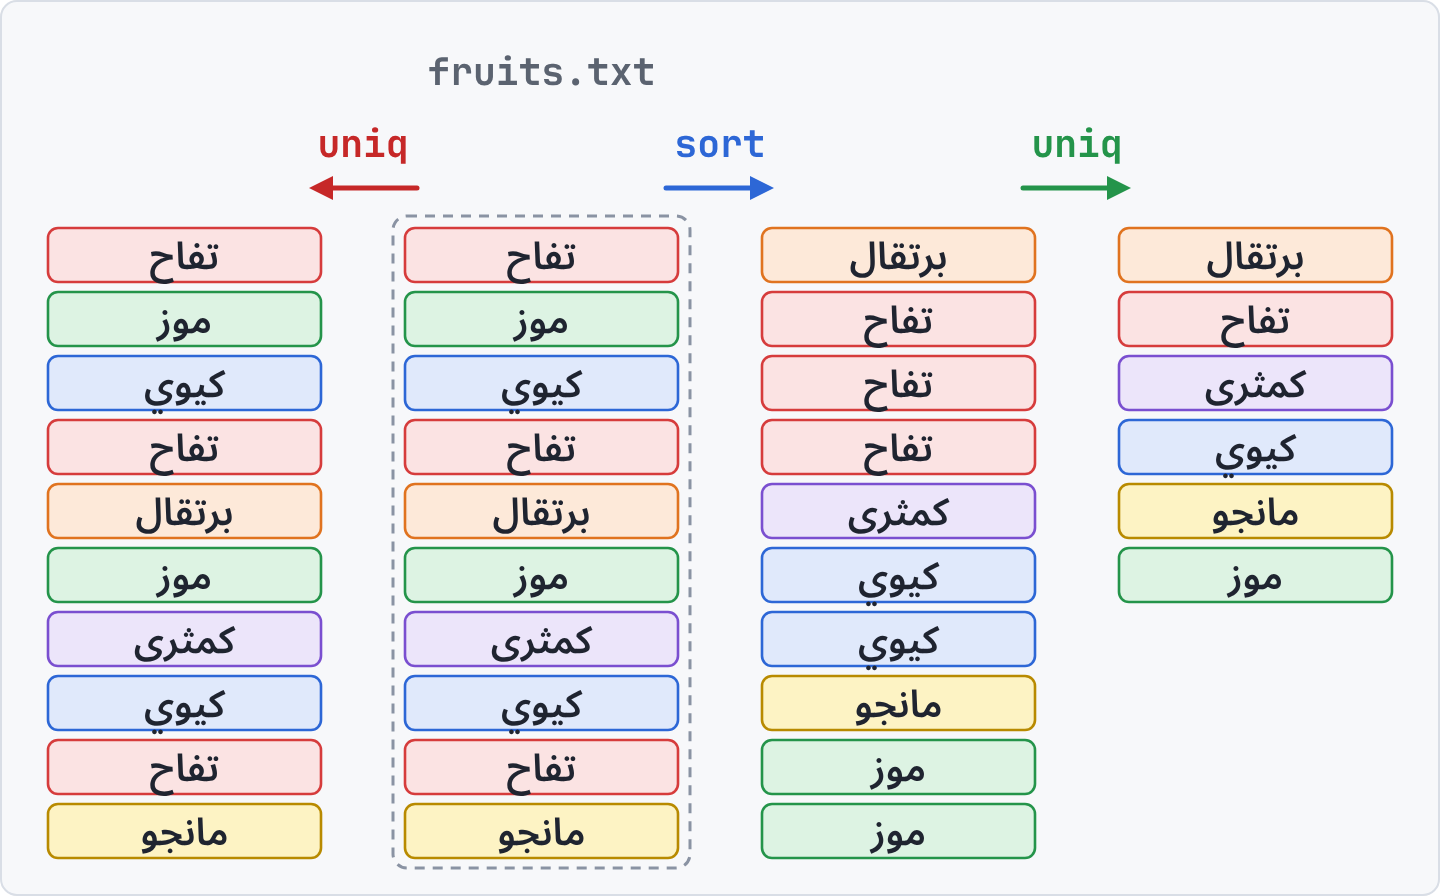 fruits.txt
uniq
sort
uniq
تفاح
موز
كيوي
تفاح
برتقال
موز
كمثرى
كيوي
تفاح
مانجو
تفاح
موز
كيوي
تفاح
برتقال
موز
كمثرى
كيوي
تفاح
مانجو
برتقال
تفاح
تفاح
تفاح
كمثرى
كيوي
كيوي
مانجو
موز
موز
برتقال
تفاح
كمثرى
كيوي
مانجو
موز